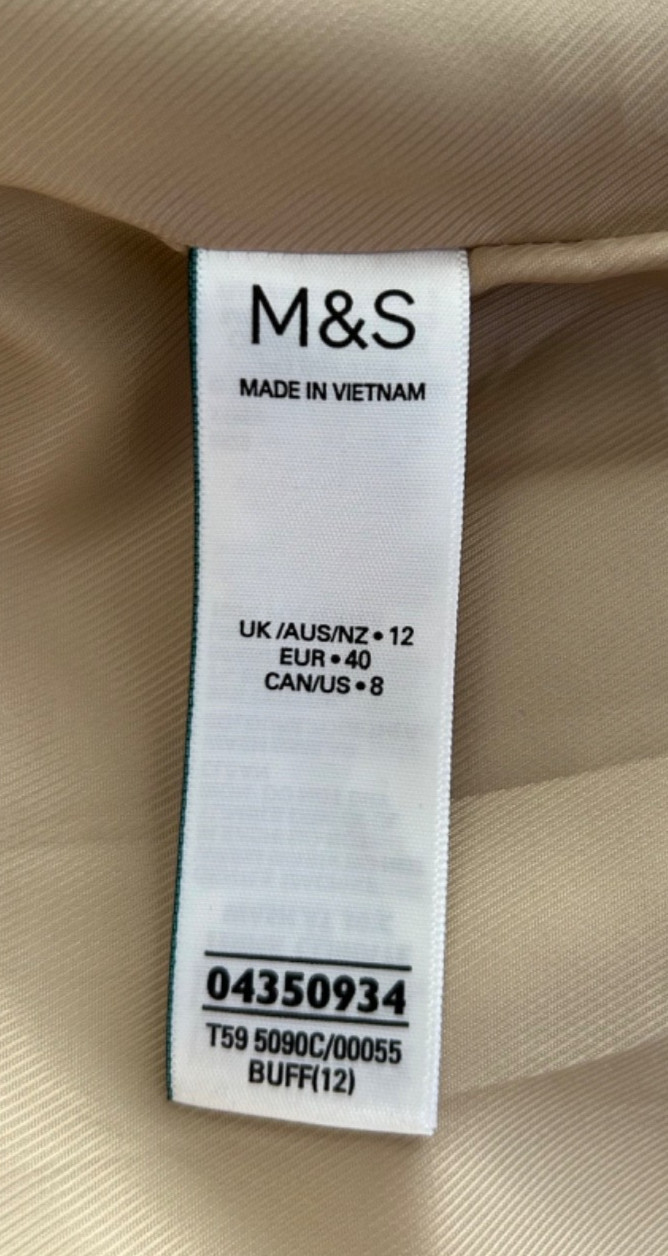 M&S
MADE IN VIETNAM
UK /AUS/NZ • 12
EUR • 40
CAN/US • 8
04350934
T59 5090C/00055
BUFF(12)